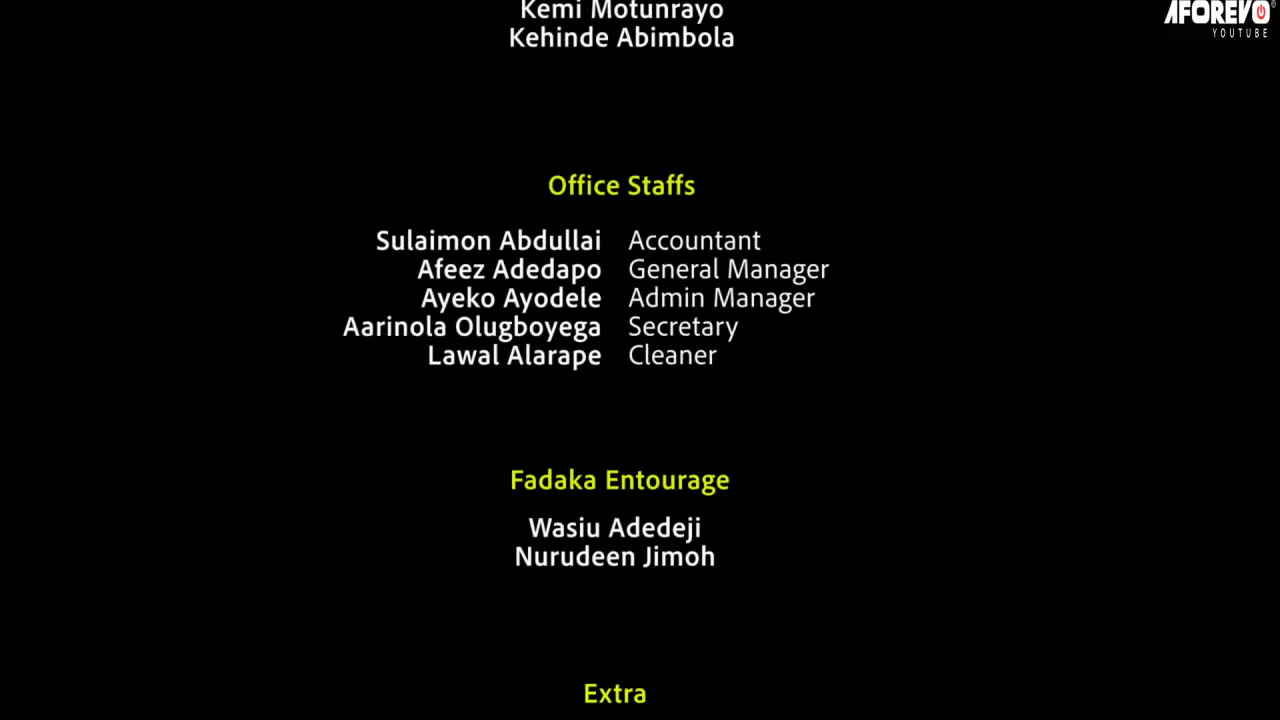 Kemi Motunrayo
Kehinde Abimbola
AFOREVO
YOUTUBE
Office Staffs
Sulaimon Abdullai Accountant
Afeez Adedapo General Manager
Ayeko Ayodele Admin Manager
Aarinola Olugboyega Secretary
Lawal Alarape Cleaner
Fadaka Entourage
Wasiu Adedeji
Nurudeen Jimoh
Extra